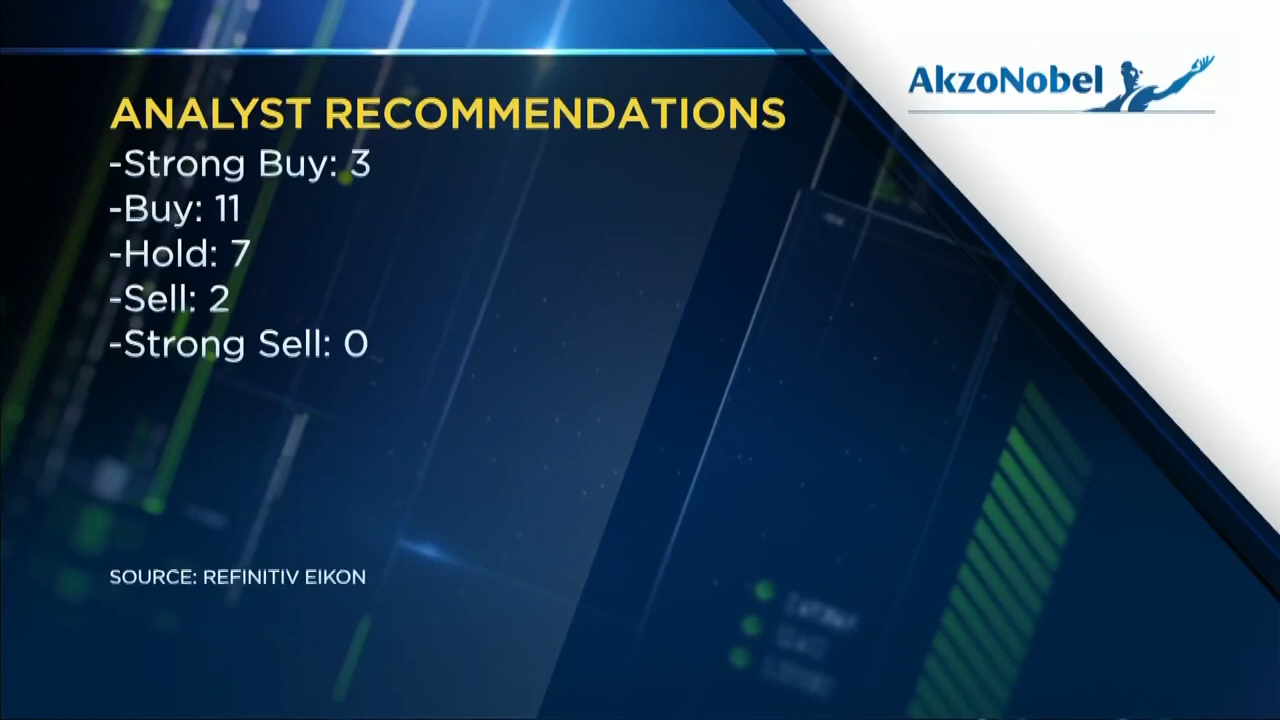 AkzoNobel
ANALYST RECOMMENDATIONS
-Strong Buy: 3
-Buy: 11
-Hold: 7
-Sell: 2
-Strong Sell: 0
SOURCE: REFINITIV EIKON